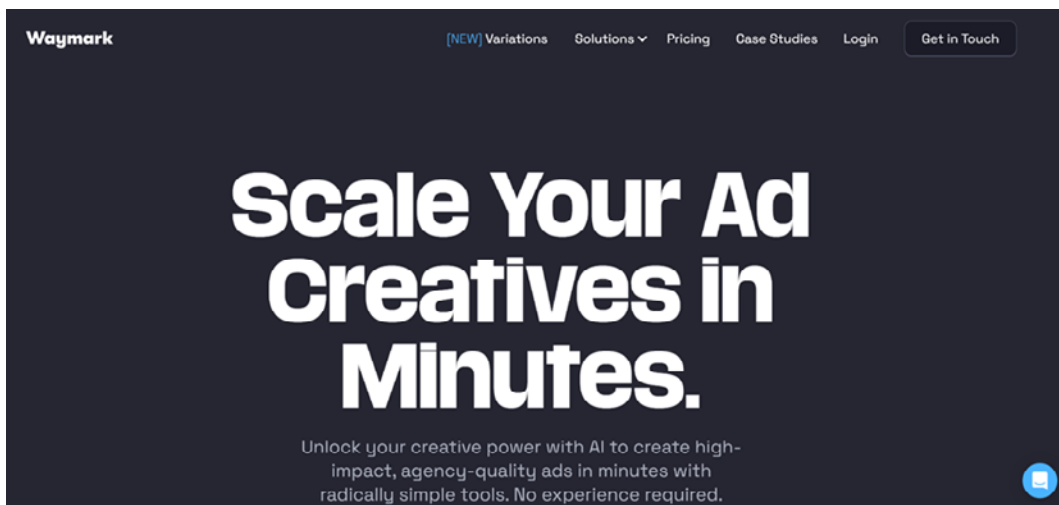 Waymark
[NEW] Variations Solutions Pricing Case Studies Login Get in Touch
Scale Your Ad
Creatives in
Minutes.
Unlock your creative power with AI to create high-
impact, agency-quality ads in minutes with
radically simple tools. No experience required.